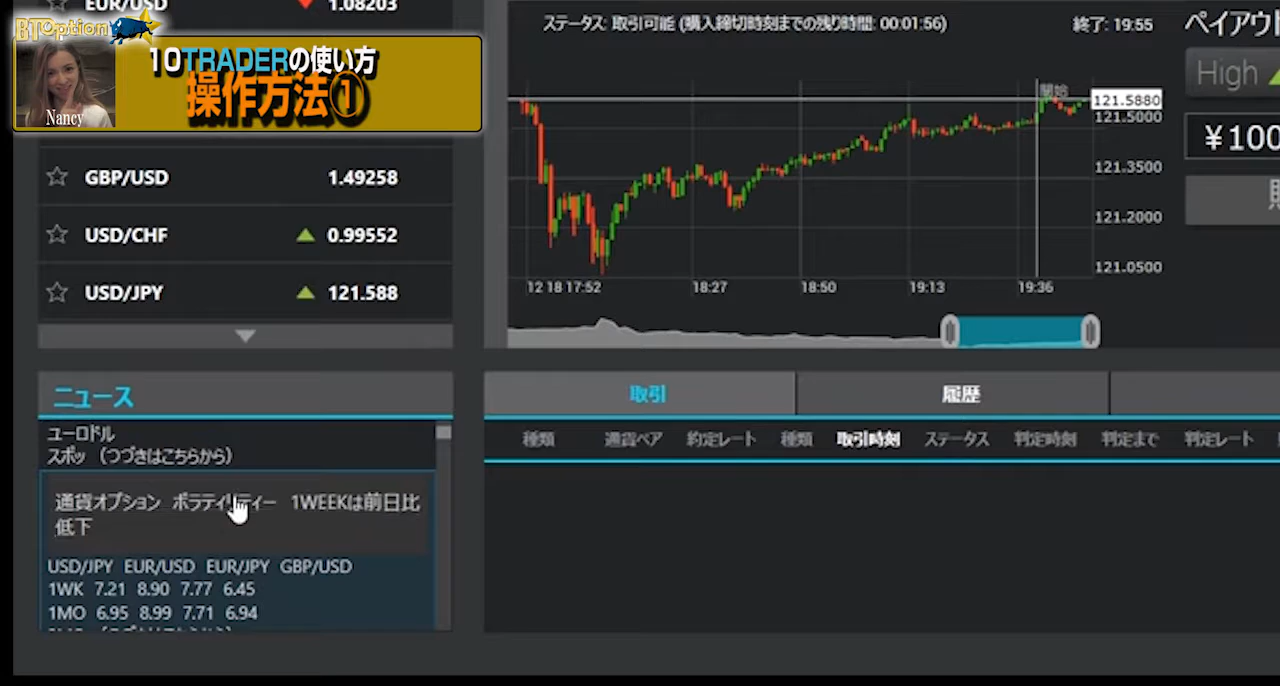 EUR/USD 1.08203
BTOption
10TRADERの使い方
操作方法①
Nancy
GBP/USD 1.49258
USD/CHF 0.99552
USD/JPY 121.588
ステータス: 取引可能 (購入締切時刻までの残り時間: 00:01:56) 終了: 19:55
開始
121.5880
121.5000
121.3500
121.2000
121.0500
12 18 17:52 18:27 18:50 19:13 19:36
ペイアウト
High
¥100
ニュース
ユーロドル
スポッ (つづきはこちらから)
通貨オプション ボラティリティー 1WEEKは前日比
低下
USD/JPY EUR/USD EUR/JPY GBP/USD
1WK 7.21 8.90 7.77 6.45
1MO 6.95 8.99 7.71 6.94
取引 履歴
種類 通貨ペア 約定レート 種類 取引時刻 ステータス 判定時刻 判定まで 判定レート